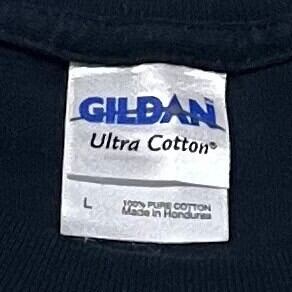 GILDAN
Ultra Cotton®
L 100% PURE COTTON
Made in Honduras